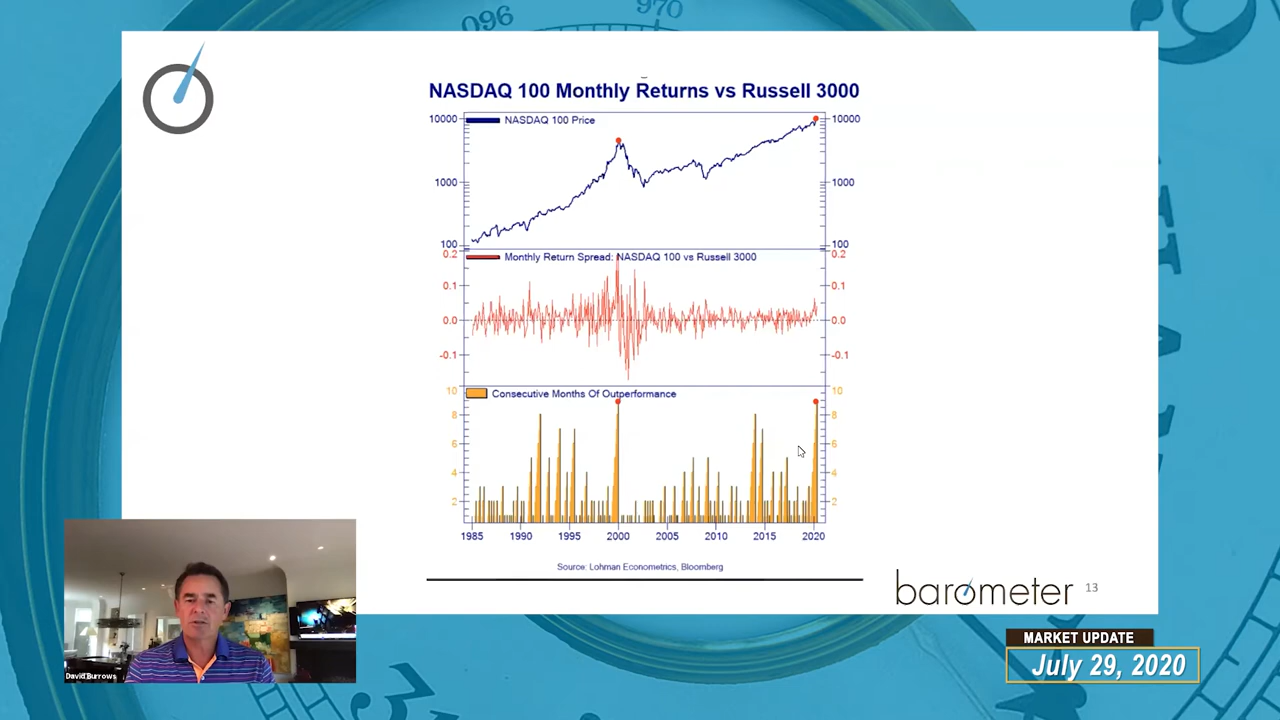 096
970
NASDAQ 100 Monthly Returns vs Russell 3000
NASDAQ 100 Price
10000
1000
100
10000
1000
100
Monthly Return Spread: NASDAQ 100 vs Russell 3000
0.2
0.1
0.0
-0.1
0.2
0.1
0.0
-0.1
Consecutive Months Of Outperformance
10
8
6
4
2
10
8
6
4
2
1985 1990 1995 2000 2005 2010 2015 2020
Source: Lohman Econometrics, Bloomberg
barometer
13
David Burrows
MARKET UPDATE
July 29, 2020